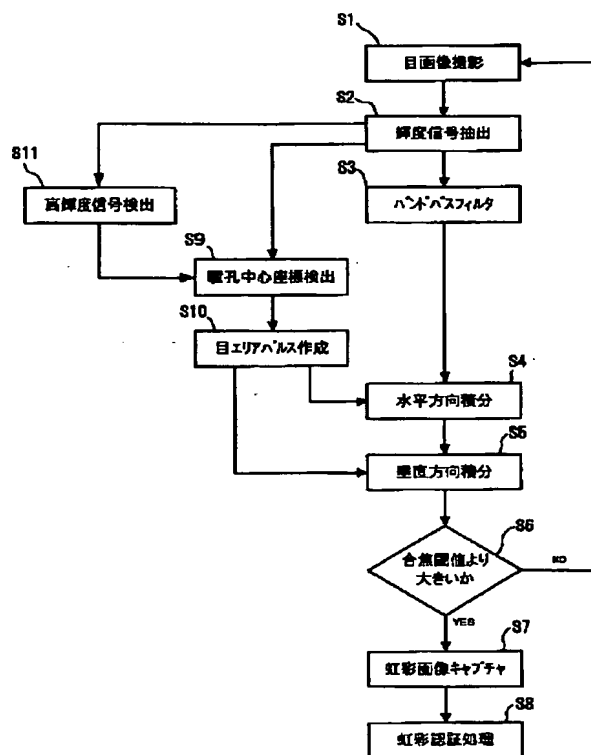 S1
目画像撮影
S2
輝度信号抽出
S11
高輝度信号検出
S3
バンドパスフィルタ
S9
瞳孔中心座標検出
S10
目エリアパルス作成
S4
水平方向積分
S5
垂直方向積分
S6
合焦閾値より
大きいか
NO
YES
S7
虹彩画像キャプチャ
S8
虹彩認証処理